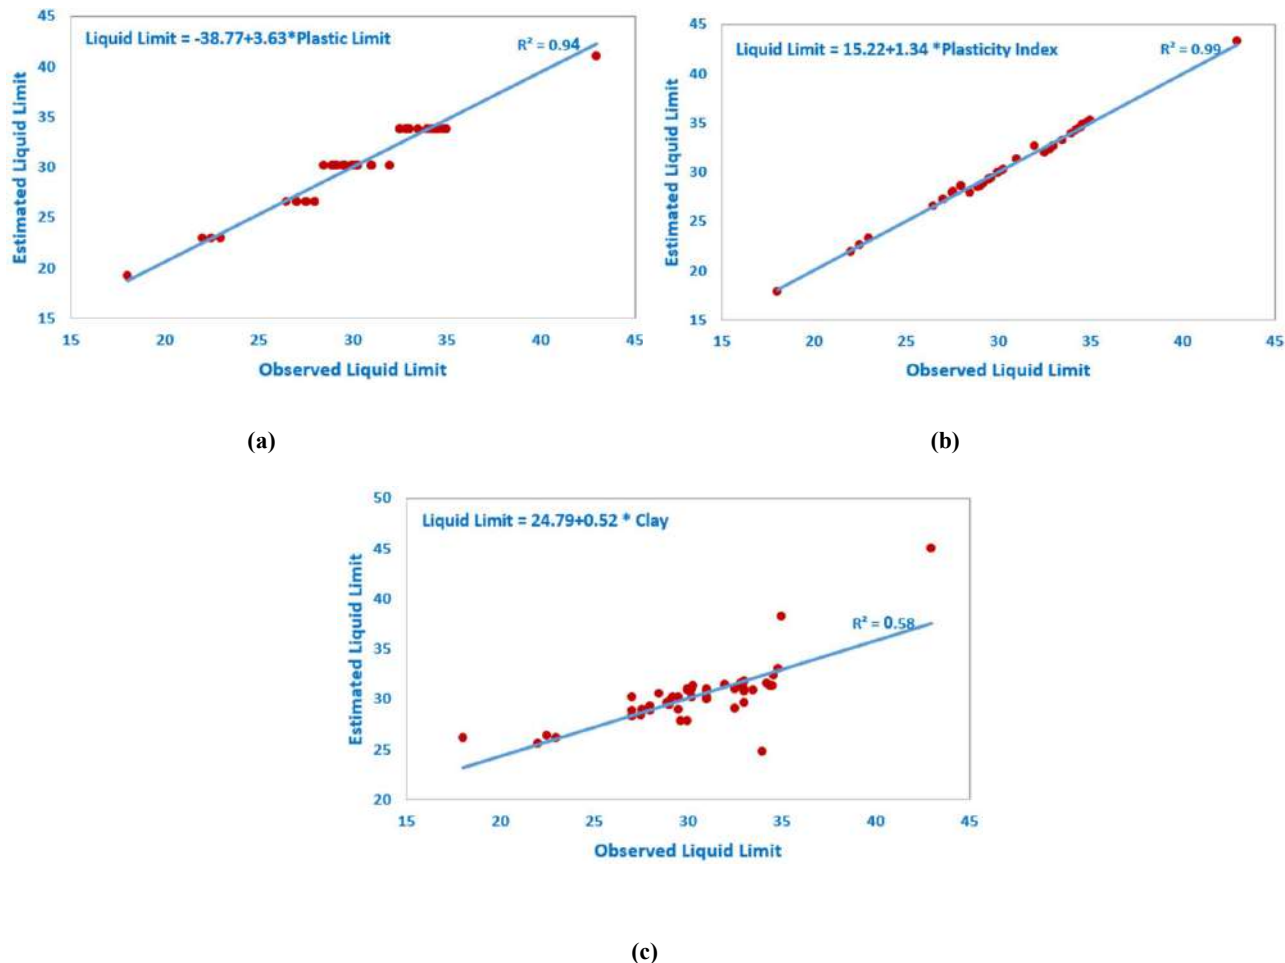 Liquid Limit = -38.77+3.63*Plastic Limit
R² = 0.94
Estimated Liquid Limit
45
40
35
30
25
20
15
15 20 25 30 35 40 45
Observed Liquid Limit
(a)
Liquid Limit = 15.22+1.34 *Plasticity Index
R² = 0.99
Estimated Liquid Limit
45
40
35
30
25
20
15
15 20 25 30 35 40 45
Observed Liquid Limit
(b)
Liquid Limit = 24.79+0.52 * Clay
R² = 0.58
Estimated Liquid Limit
50
45
40
35
30
25
20
15 20 25 30 35 40 45
Observed Liquid Limit
(c)